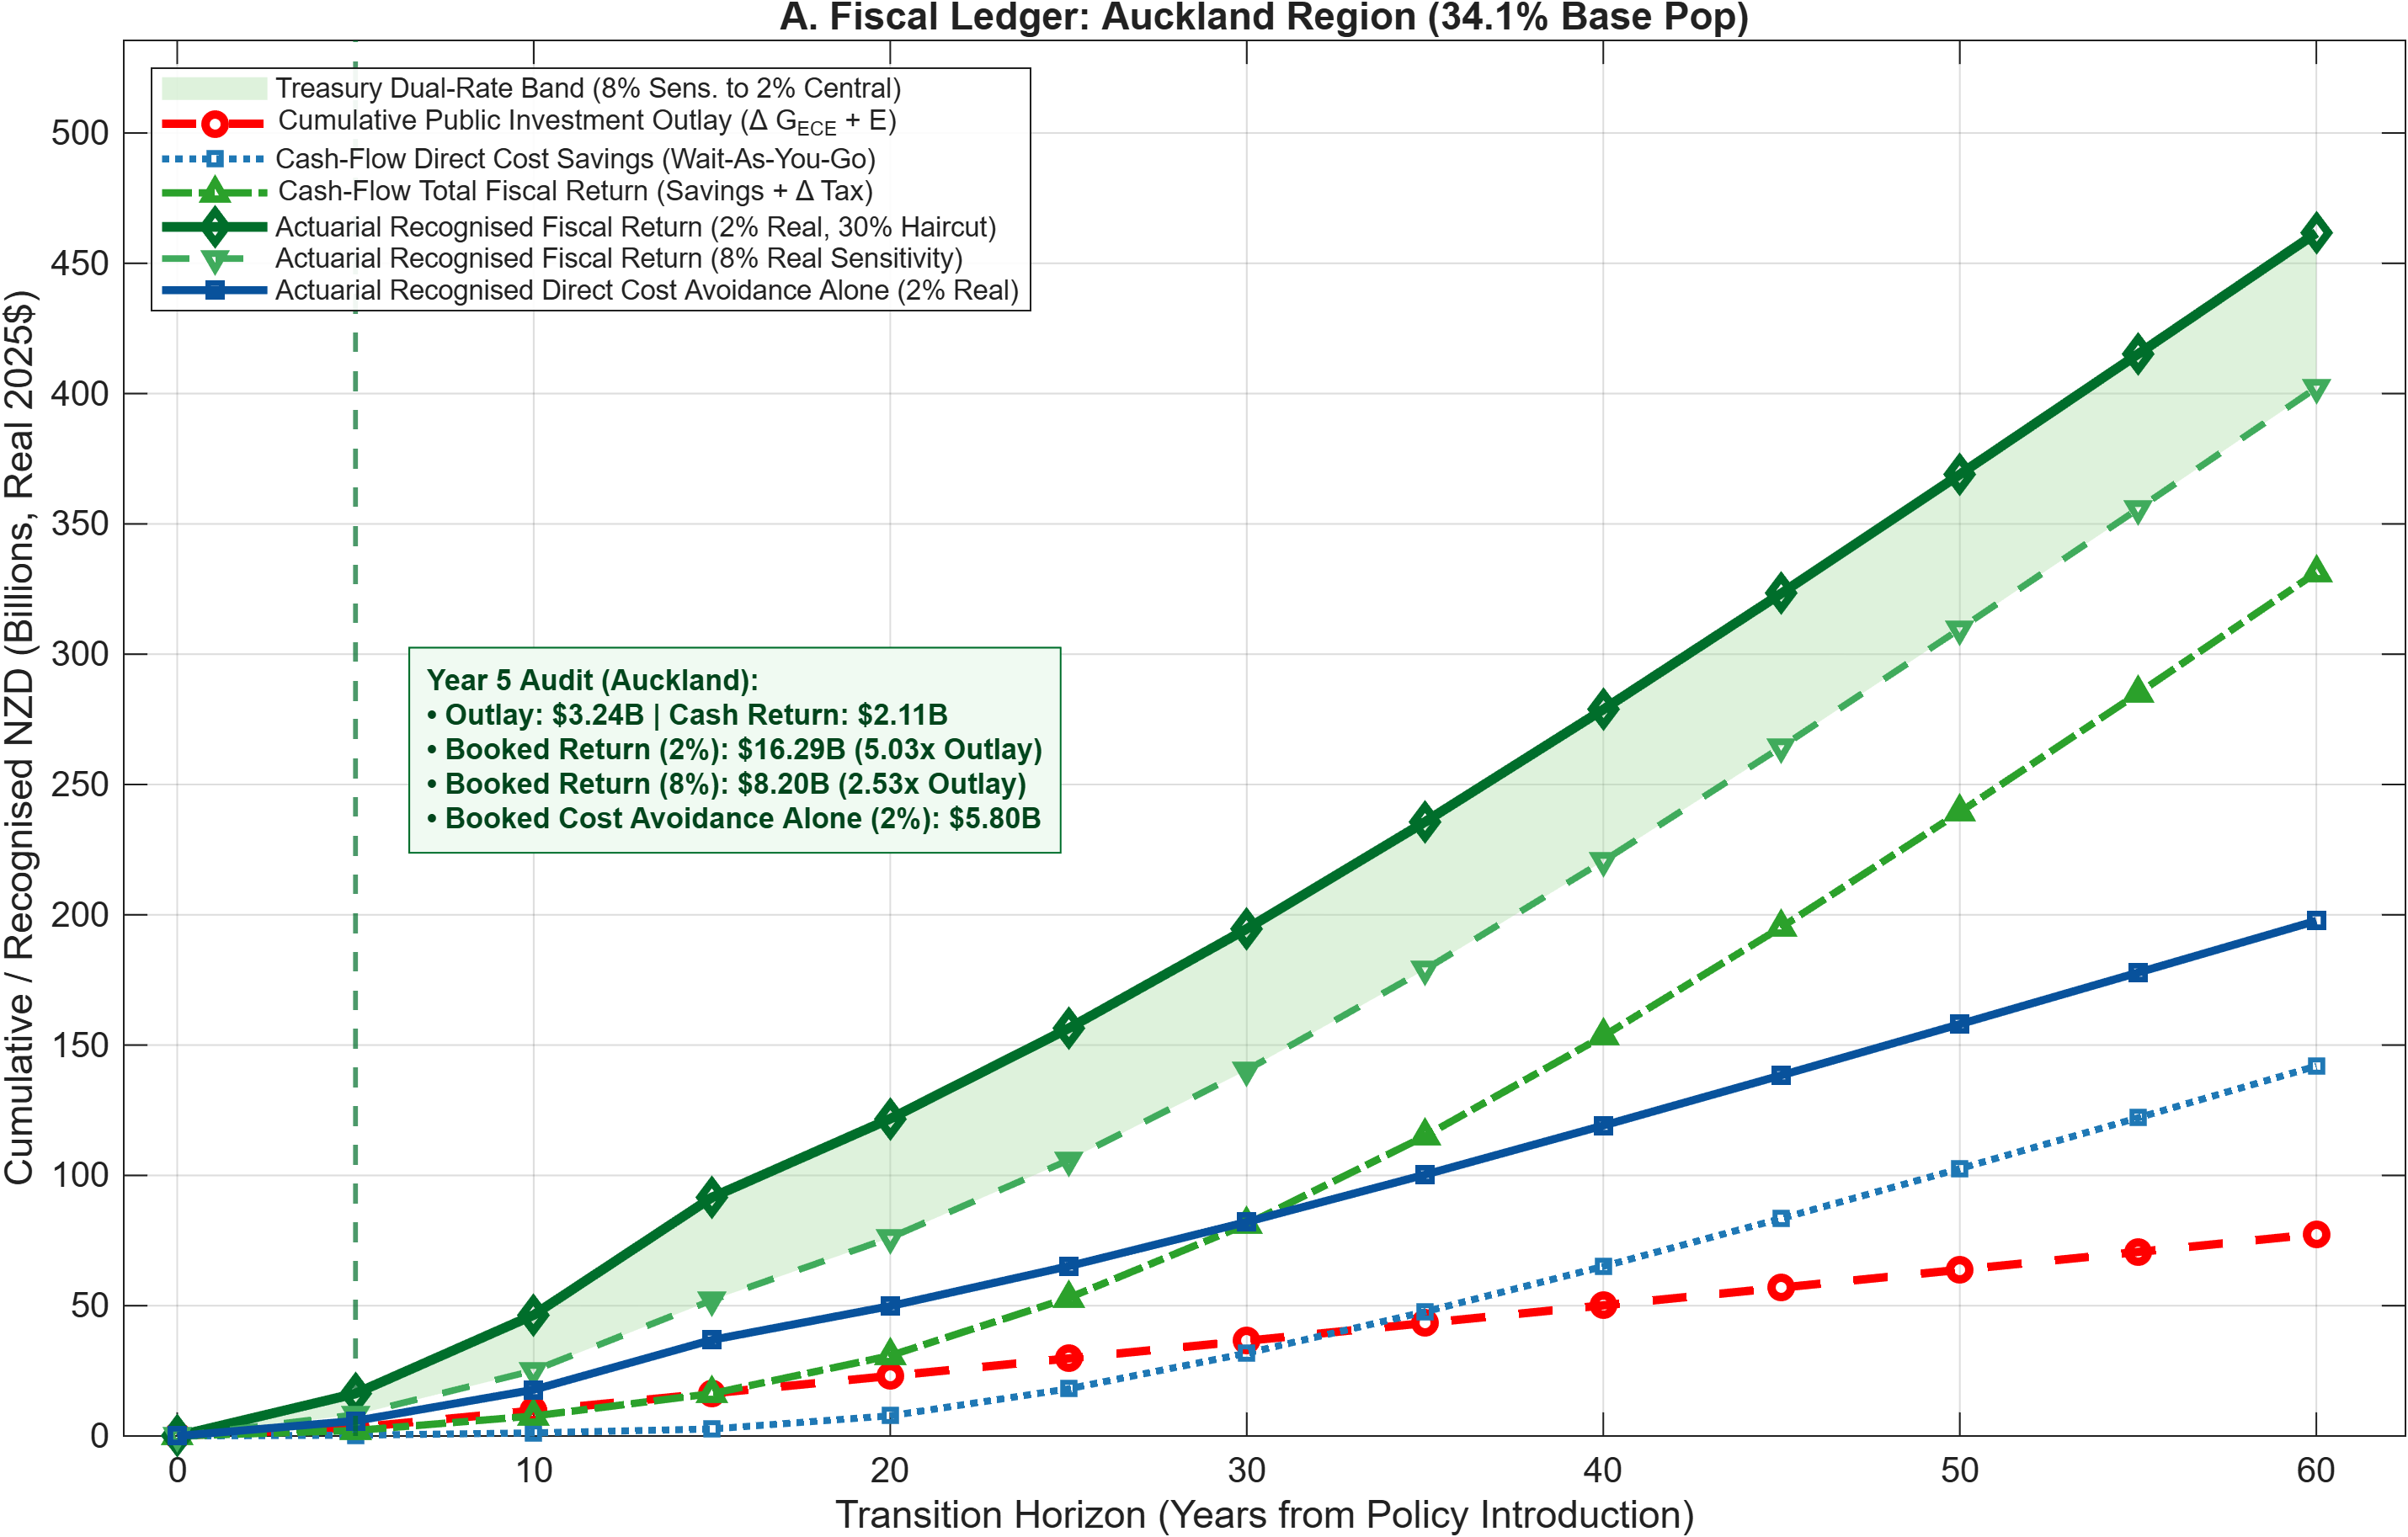 A. Fiscal Ledger: Auckland Region (34.1% Base Pop)
Treasury Dual-Rate Band (8% Sens. to 2% Central)
Cumulative Public Investment Outlay (Δ G_ECE + E)
Cash-Flow Direct Cost Savings (Wait-As-You-Go)
Cash-Flow Total Fiscal Return (Savings + Δ Tax)
Actuarial Recognised Fiscal Return (2% Real, 30% Haircut)
Actuarial Recognised Fiscal Return (8% Real Sensitivity)
Actuarial Recognised Direct Cost Avoidance Alone (2% Real)
Cumulative / Recognised NZD (Billions, Real 2025$)
500
450
400
350
300
250
200
150
100
50
0
Year 5 Audit (Auckland):
• Outlay: $3.24B | Cash Return: $2.11B
• Booked Return (2%): $16.29B (5.03x Outlay)
• Booked Return (8%): $8.20B (2.53x Outlay)
• Booked Cost Avoidance Alone (2%): $5.80B
0 10 20 30 40 50 60
Transition Horizon (Years from Policy Introduction)